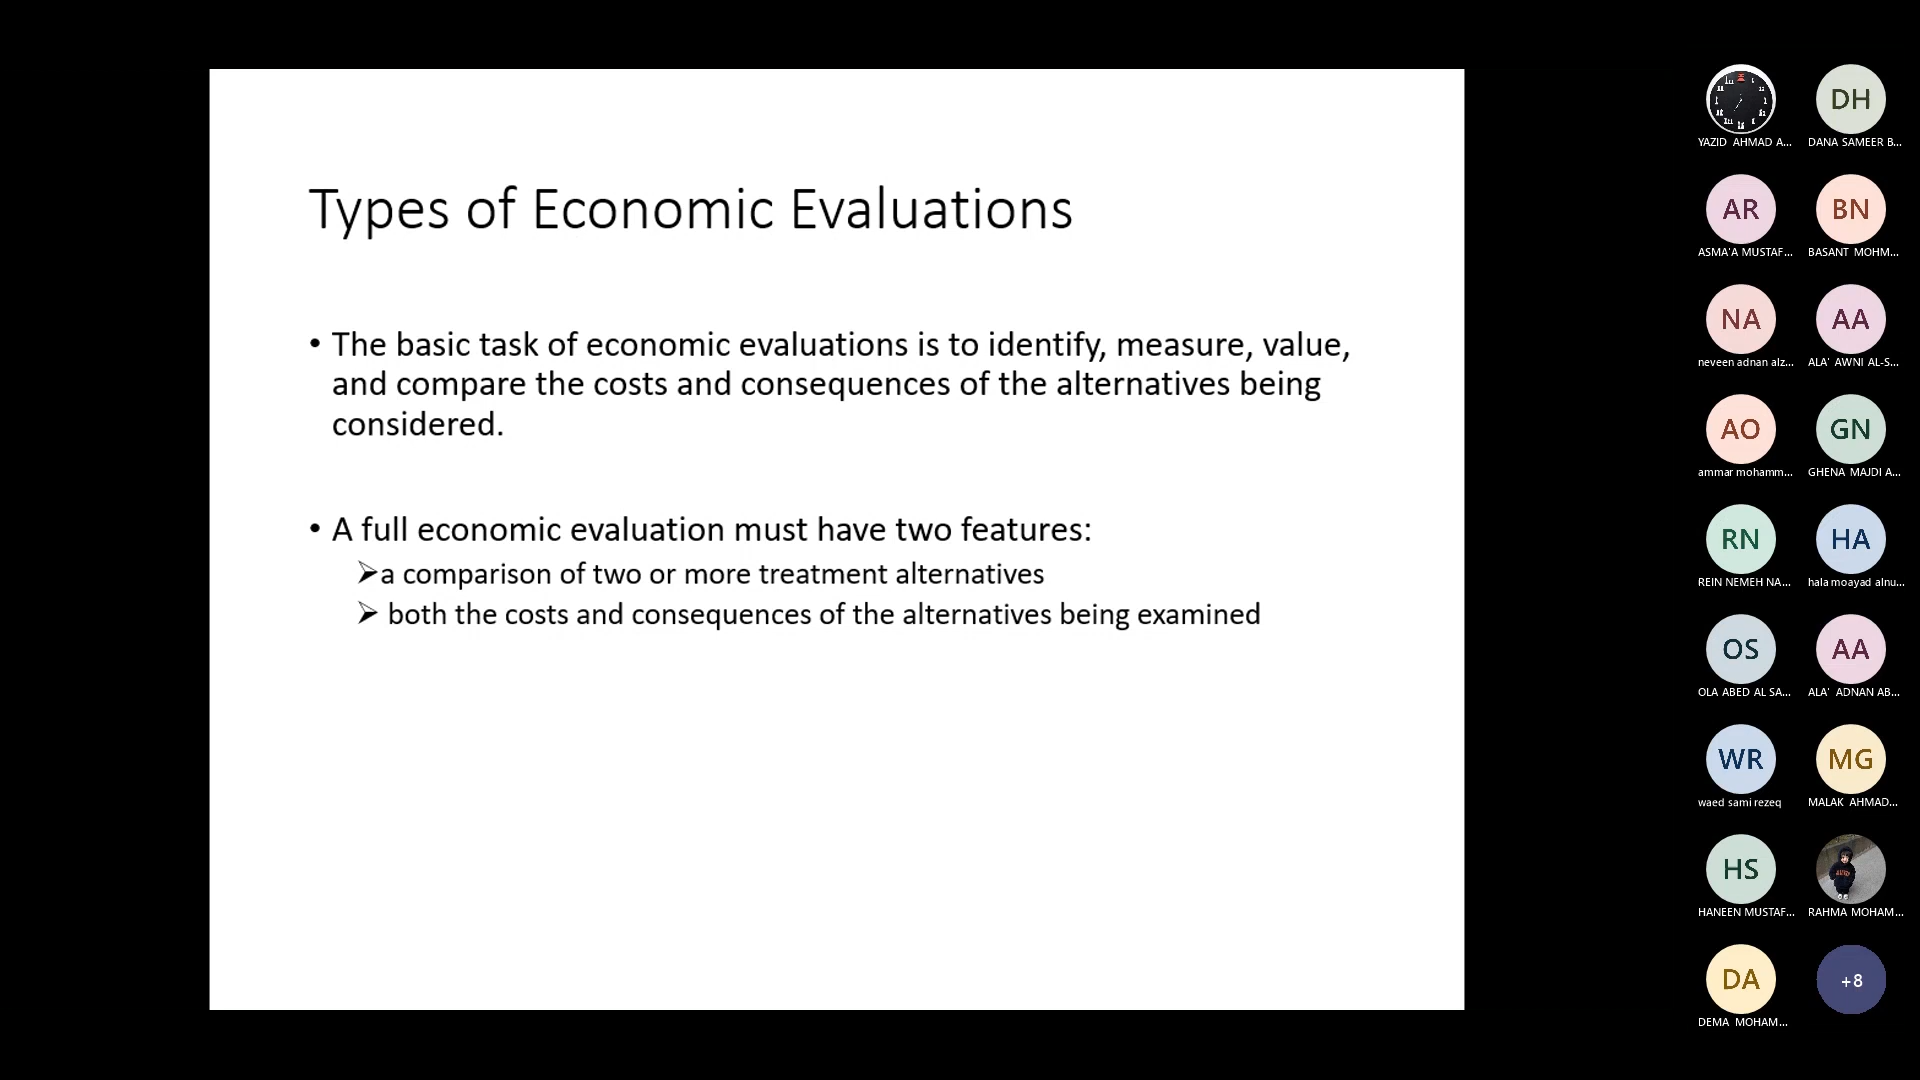 Types of Economic Evaluations
• The basic task of economic evaluations is to identify, measure, value,
and compare the costs and consequences of the alternatives being
considered.
• A full economic evaluation must have two features:
➢a comparison of two or more treatment alternatives
➢ both the costs and consequences of the alternatives being examined
YAZID AHMAD A...
DH
DANA SAMEER B...
AR
ASMA'A MUSTAF...
BN
BASANT MOHM...
NA
neveen adnan alz...
AA
ALA' AWNI AL-S...
AO
ammar mohamm...
GN
GHENA MAJDI A...
RN
REIN NEMEH NA...
HA
hala moayad alnu...
OS
OLA ABED AL SA...
AA
ALA' ADNAN AB...
WR
waed sami rezeq
MG
MALAK AHMAD...
HS
HANEEN MUSTAF...
RAHMA MOHAM...
DA
DEMA MOHAM...
+8